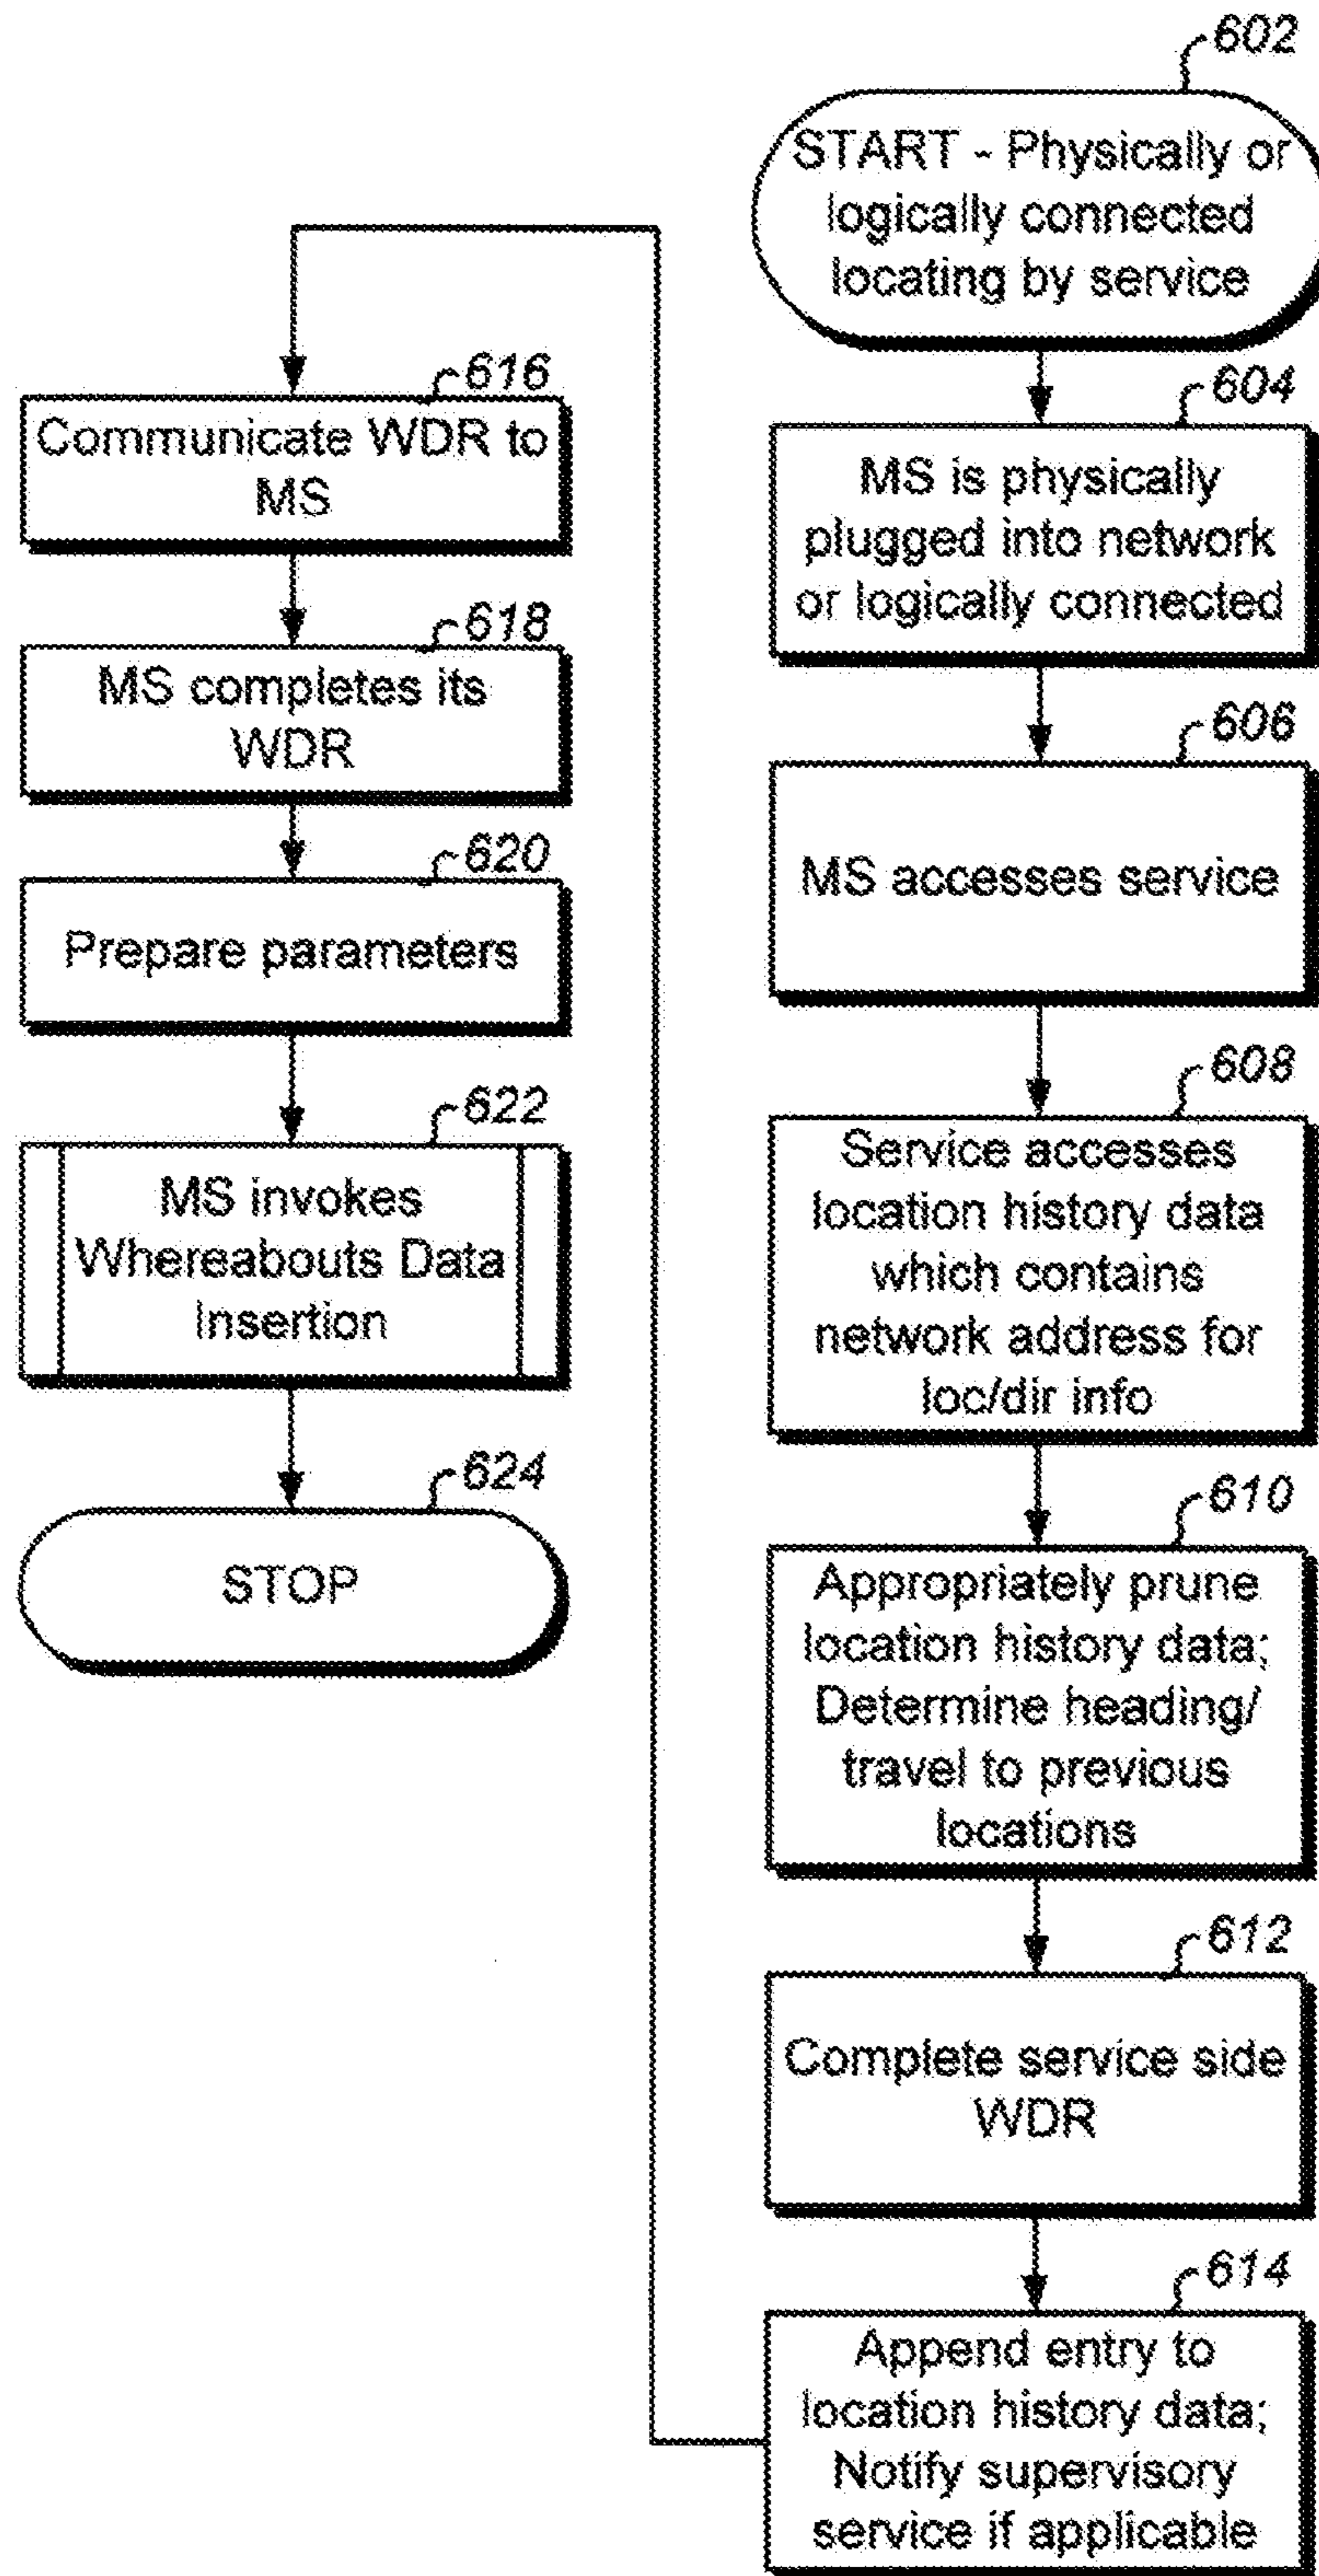 602
START - Physically or
logically connected
locating by service
604
MS is physically
plugged into network
or logically connected
606
MS accesses service
608
Service accesses
location history data
which contains
network address for
loc/dir info
610
Appropriately prune
location history data;
Determine heading/
travel to previous
locations
612
Complete service side
WDR
614
Append entry to
location history data;
Notify supervisory
service if applicable
616
Communicate WDR to
MS
618
MS completes its
WDR
620
Prepare parameters
622
MS invokes
Whereabouts Data
Insertion
624
STOP